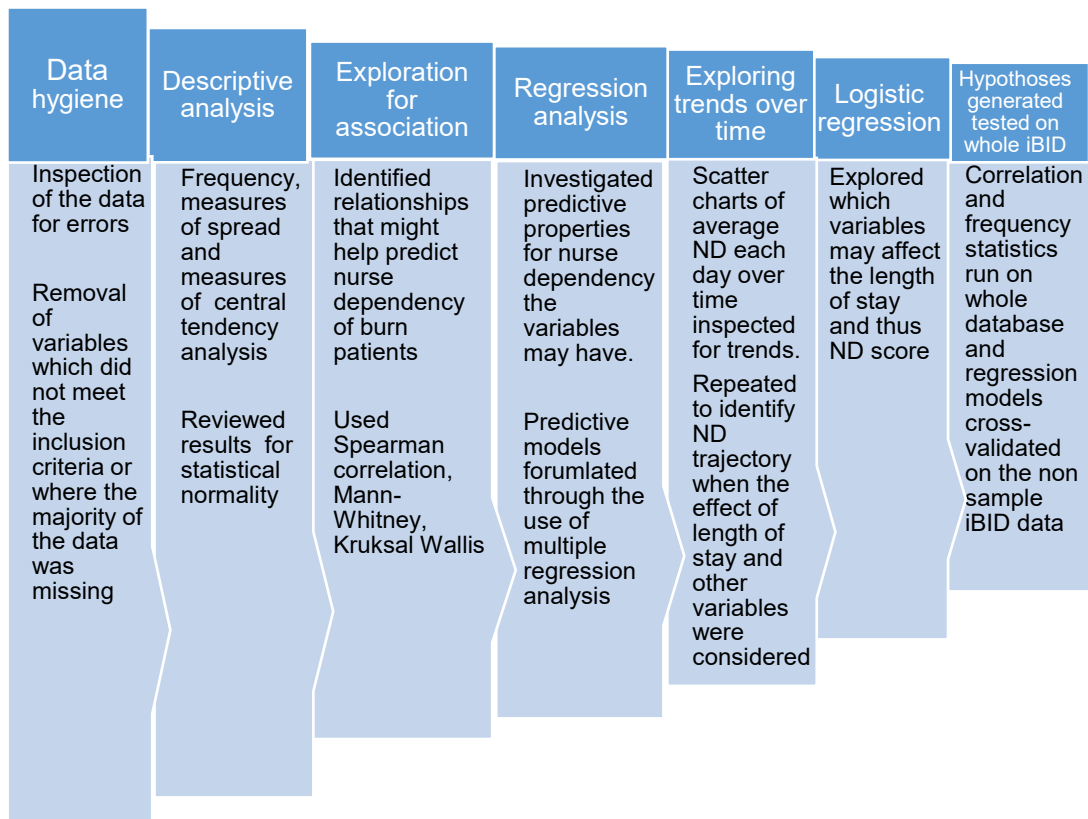 Data
hygiene
Inspection
of the data
for errors
Removal
of
variables
which did
not meet
the
inclusion
criteria or
where the
majority of
the data
was
missing
Descriptive
analysis
Frequency,
measures
of spread
and
measures
of central
tendency
analysis
Reviewed
results for
statistical
normality
Exploration
for
association
Identified
relationships
that might
help predict
nurse
dependency
of burn
patients
Used
Spearman
correlation,
Mann-
Whitney,
Kruksal Wallis
Regression
analysis
Investigated
predictive
properties
for nurse
dependency
the
variables
may have.
Predictive
models
forumlated
through the
use of
multiple
regression
analysis
Exploring
trends over
time
Scatter
charts of
average
ND each
day over
time
inspected
for trends.
Repeated
to identify
ND
trajectory
when the
effect of
length of
stay and
other
variables
were
considered
Logistic
regression
Explored
which
variables
may affect
the length
of stay
and thus
ND score
Hypothoses
generated
tested on
whole iBID
Correlation
and
frequency
statistics
run on
whole
database
and
regression
models
cross-
validated
on the non
sample
iBID data